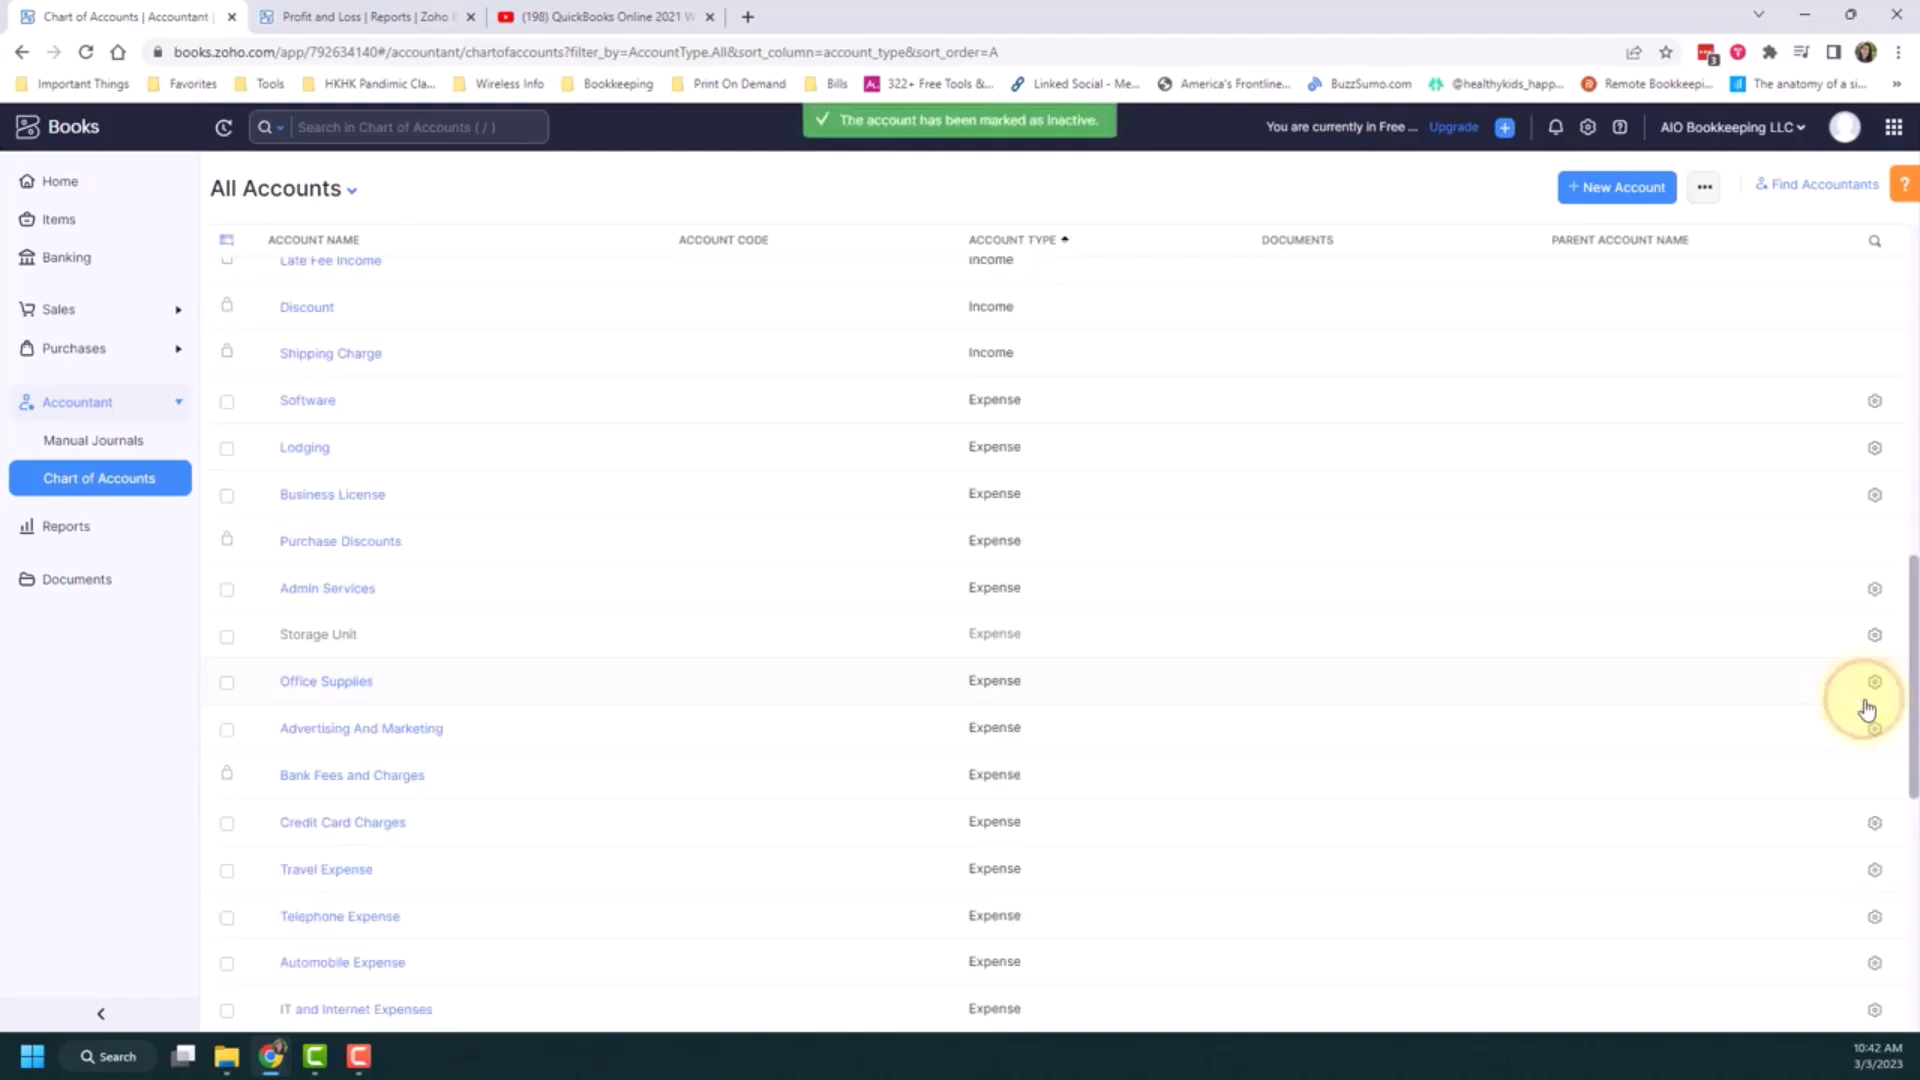 Chart of Accounts | Accountant |
Profit and Loss | Reports | Zoho B
(198) QuickBooks Online 2021 W
books.zoho.com/app/792634140#/accountant/chartofaccounts?filter_by=AccountType.All&sort_column=account_type&sort_order=A
3
Important Things
Favorites
Tools
HKHK Pandimic Cla...
Wireless Info
Bookkeeping
Print On Demand
Bills
322+ Free Tools &...
Linked Social - Me...
America's Frontline...
BuzzSumo.com
@healthykids_happ...
Remote Bookkeepi...
The anatomy of a si...
Books
Search in Chart of Accounts ( / )
The account has been marked as inactive.
You are currently in Free ...
Upgrade
AIO Bookkeeping LLC
Home
Items
Banking
Sales
Purchases
Accountant
Manual Journals
Chart of Accounts
Reports
Documents
All Accounts
+ New Account
Find Accountants
?
ACCOUNT NAME ACCOUNT CODE ACCOUNT TYPE DOCUMENTS PARENT ACCOUNT NAME
Late Fee Income Income
Discount Income
Shipping Charge Income
Software Expense
Lodging Expense
Business License Expense
Purchase Discounts Expense
Admin Services Expense
Storage Unit Expense
Office Supplies Expense
Advertising And Marketing Expense
Bank Fees and Charges Expense
Credit Card Charges Expense
Travel Expense Expense
Telephone Expense Expense
Automobile Expense Expense
IT and Internet Expenses Expense
Search
10:42 AM
3/3/2023